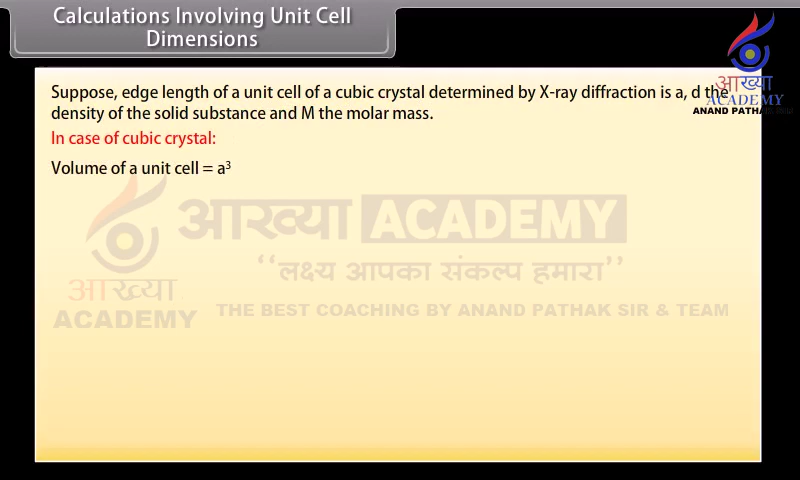 Calculations Involving Unit Cell
Dimensions
आख्या
ACADEMY
ANAND PATHAK
Suppose, edge length of a unit cell of a cubic crystal determined by X-ray diffraction is a, d the
density of the solid substance and M the molar mass.
In case of cubic crystal:
Volume of a unit cell = a³
आख्या ACADEMY
‘‘लक्ष्य आपका संकल्प हमारा’’
आख्या
ACADEMY
THE BEST COACHING BY ANAND PATHAK SIR & TEAM